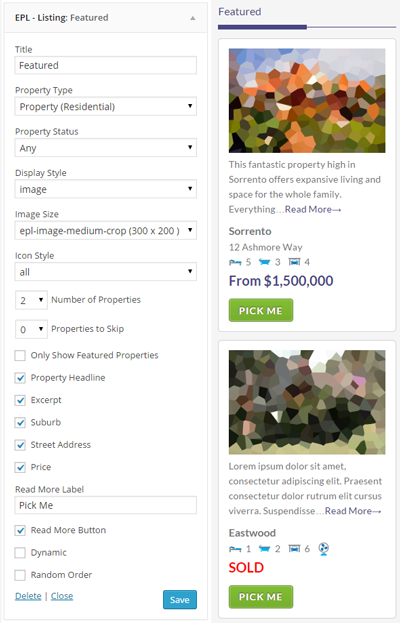 EPL - Listing: Featured
Title
Featured
Property Type
Property (Residential)
Property Status
Any
Display Style
image
Image Size
epl-image-medium-crop (300 x 200 )
Icon Style
all
2 Number of Properties
0 Properties to Skip
Only Show Featured Properties
Property Headline
Excerpt
Suburb
Street Address
Price
Read More Label
Pick Me
Read More Button
Dynamic
Random Order
Delete | Close
Save
Featured
This fantastic property high in
Sorrento offers expansive living and
space for the whole family.
Everything…Read More→
Sorrento
12 Ashmore Way
5 3 4
From $1,500,000
PICK ME
Lorem ipsum dolor sit amet,
consectetur adipiscing elit. Praesent
consectetur dolor rutrum elit cursus
viverra. Suspendisse…Read More→
Eastwood
1 2 6
SOLD
PICK ME